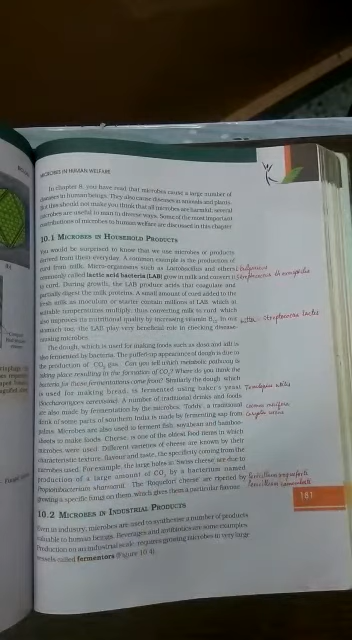 MICROBES IN HUMAN WELFARE
In chapter 8, you have read that microbes cause a large number of
diseases in human beings. They also cause diseases in animals and plants.
But this should not make you think that all microbes are harmful; several
microbes are useful to man in diverse ways. Some of the most important
contributions of microbes to human welfare are discussed in this chapter.
10.1 MICROBES IN HOUSEHOLD PRODUCTS
You would be surprised to know that we use microbes or products
derived from them everyday. A common example is the production of
curd from milk. Micro-organisms such as Lactobacillus and others
commonly called lactic acid bacteria (LAB) grow in milk and convert it
to curd. During growth, the LAB produce acids that coagulate and
partially digest the milk proteins. A small amount of curd added to the
fresh milk as inoculum or starter contain millions of LAB, which at
suitable temperatures multiply, thus converting milk to curd, which
also improves its nutritional quality by increasing vitamin B12. In our
stomach too, the LAB play very beneficial role in checking disease-
causing microbes.
The dough, which is used for making foods such as dosa and idli is
also fermented by bacteria. The puffed-up appearance of dough is due to
the production of CO2 gas. Can you tell which metabolic pathway is
taking place resulting in the formation of CO2? Where do you think the
bacteria for these fermentations came from? Similarly the dough, which
is used for making bread, is fermented using baker's yeast
(Saccharomyces cerevisiae). A number of traditional drinks and foods
are also made by fermentation by the microbes. 'Toddy', a traditional
drink of some parts of southern India is made by fermenting sap from
palms. Microbes are also used to ferment fish, soyabean and bamboo-
shoots to make foods. Cheese, is one of the oldest food items in which
microbes were used. Different varieties of cheese are known by their
characteristic texture, flavour and taste, the specificity coming from the
microbes used. For example, the large holes in 'Swiss cheese' are due to
production of a large amount of CO2 by a bacterium named
Propionibacterium sharmanii. The 'Roquefort cheese' are ripened by
growing a specific fungi on them, which gives them a particular flavour.
181
10.2 MICROBES IN INDUSTRIAL PRODUCTS
Even in industry, microbes are used to synthesise a number of products
valuable to human beings. Beverages and antibiotics are some examples.
Production on an industrial scale, requires growing microbes in very large
vessels called fermentors (Figure 10.4).